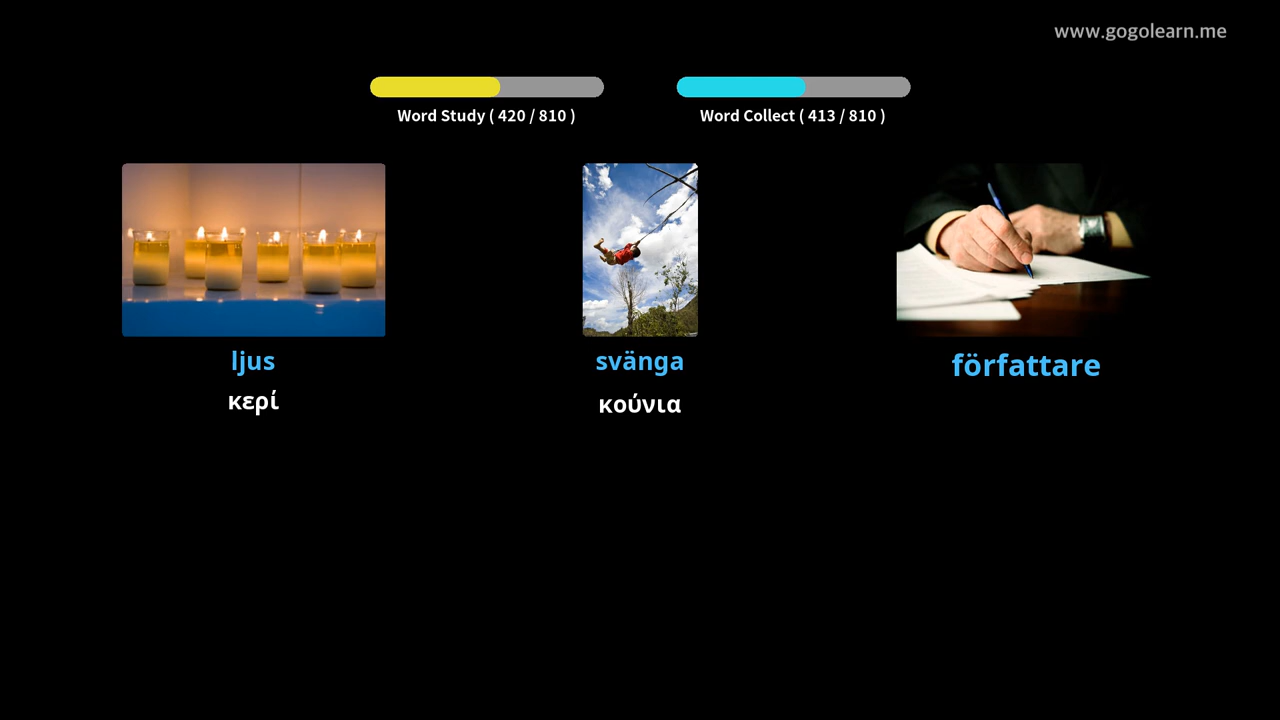 www.gogolearn.me
Word Study ( 420 / 810 )
Word Collect ( 413 / 810 )
ljus
svänga
författare
κερί
κούνια